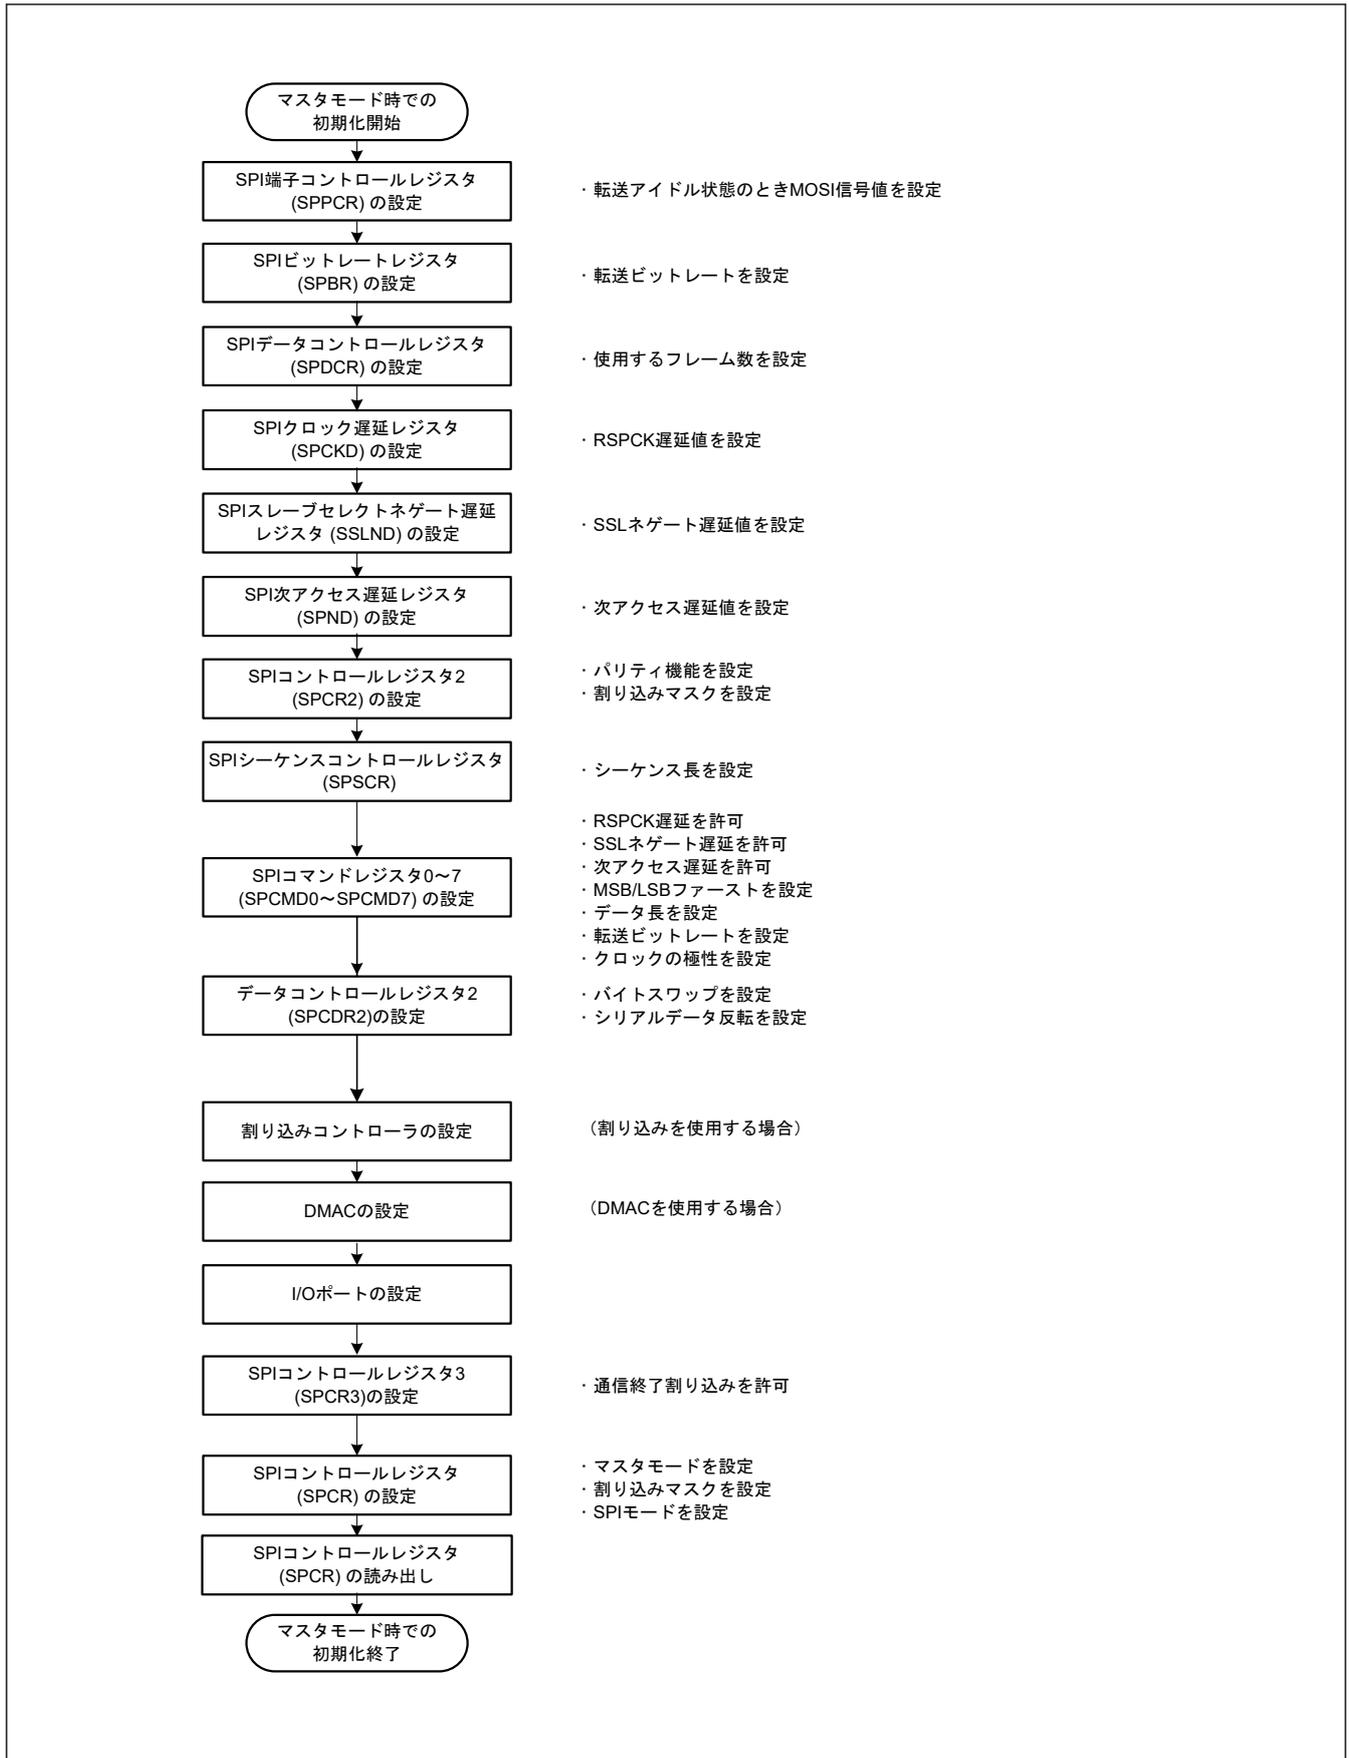 マスタモード時での
初期化開始
SPI端子コントロールレジスタ
(SPPCR) の設定
・転送アイドル状態のときMOSI信号値を設定
SPIビットレートレジスタ
(SPBR) の設定
・転送ビットレートを設定
SPIデータコントロールレジスタ
(SPDCR) の設定
・使用するフレーム数を設定
SPIクロック遅延レジスタ
(SPCKD) の設定
・RSPCK遅延値を設定
SPIスレーブセレクトネゲート遅延
レジスタ (SSLND) の設定
・SSLネゲート遅延値を設定
SPI次アクセス遅延レジスタ
(SPND) の設定
・次アクセス遅延値を設定
SPIコントロールレジスタ2
(SPCR2) の設定
・パリティ機能を設定
・割り込みマスクを設定
SPIシーケンスコントロールレジスタ
(SPSCR)
・シーケンス長を設定
SPIコマンドレジスタ0～7
(SPCMD0～SPCMD7) の設定
・RSPCK遅延を許可
・SSLネゲート遅延を許可
・次アクセス遅延を許可
・MSB/LSBファーストを設定
・データ長を設定
・転送ビットレートを設定
・クロックの極性を設定
データコントロールレジスタ2
(SPCDR2)の設定
・バイトスワップを設定
・シリアルデータ反転を設定
割り込みコントローラの設定
（割り込みを使用する場合）
DMACの設定
（DMACを使用する場合）
I/Oポートの設定
SPIコントロールレジスタ3
(SPCR3)の設定
・通信終了割り込みを許可
SPIコントロールレジスタ
(SPCR) の設定
・マスタモードを設定
・割り込みマスクを設定
・SPIモードを設定
SPIコントロールレジスタ
(SPCR) の読み出し
マスタモード時での
初期化終了